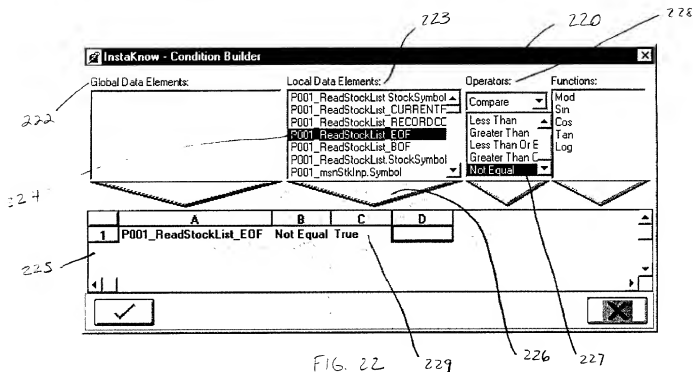 223
220
228
InstaKnow - Condition Builder
222
Global Data Elements:
Local Data Elements:
Operators:
Functions:
P001_ReadStockList.StockSymbol
P001_ReadStockList_CURRENTF
P001_ReadStockList_RECORDCO
P001_ReadStockList_EOF
P001_ReadStockList_BOF
P001_ReadStockList.StockSymbol
P001_msnStkInp.Symbol
Compare
Less Than
Greater Than
Less Than Or E
Greater Than O
Not Equal
Mod
Sin
Cos
Tan
Log
A B C D
1 P001_ReadStockList_EOF Not Equal True
225
FIG. 22
229
226
227